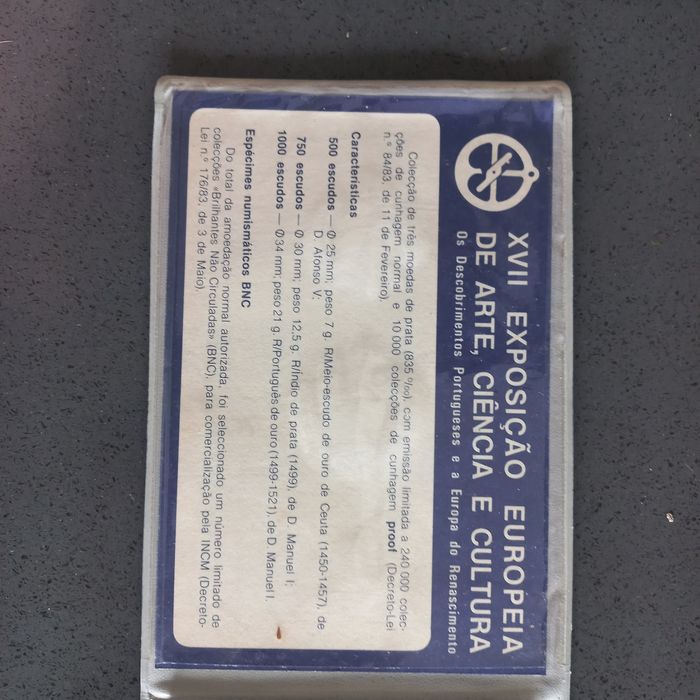 XVII EXPOSIÇÃO EUROPEIA
DE ARTE, CIÊNCIA E CULTURA
Os Descobrimentos Portugueses e a Europa do Renascimento
Colecção de três moedas de prata (835 º/oo), com emissão limitada a 240 000 colec-
ções de cunhagem normal e 10 000 colecções de cunhagem proof (Decreto-Lei
n.º 84/83, de 11 de Fevereiro).
Características
500 escudos — ∅ 25 mm; peso 7 g. R/Meio-escudo de ouro de Ceuta (1450-1457), de
D. Afonso V;
750 escudos — ∅ 30 mm; peso 12,5 g. R/Índio de prata (1499), de D. Manuel I;
1000 escudos — ∅ 34 mm; peso 21 g. R/Português de ouro (1499-1521), de D. Manuel I.
Espécimes numismáticos BNC
Do total da amoedação normal autorizada, foi seleccionado um número limitado de
colecções «Brilhantes Não Circuladas» (BNC), para comercialização pela INCM (Decreto-
Lei n.º 176/83, de 3 de Maio).